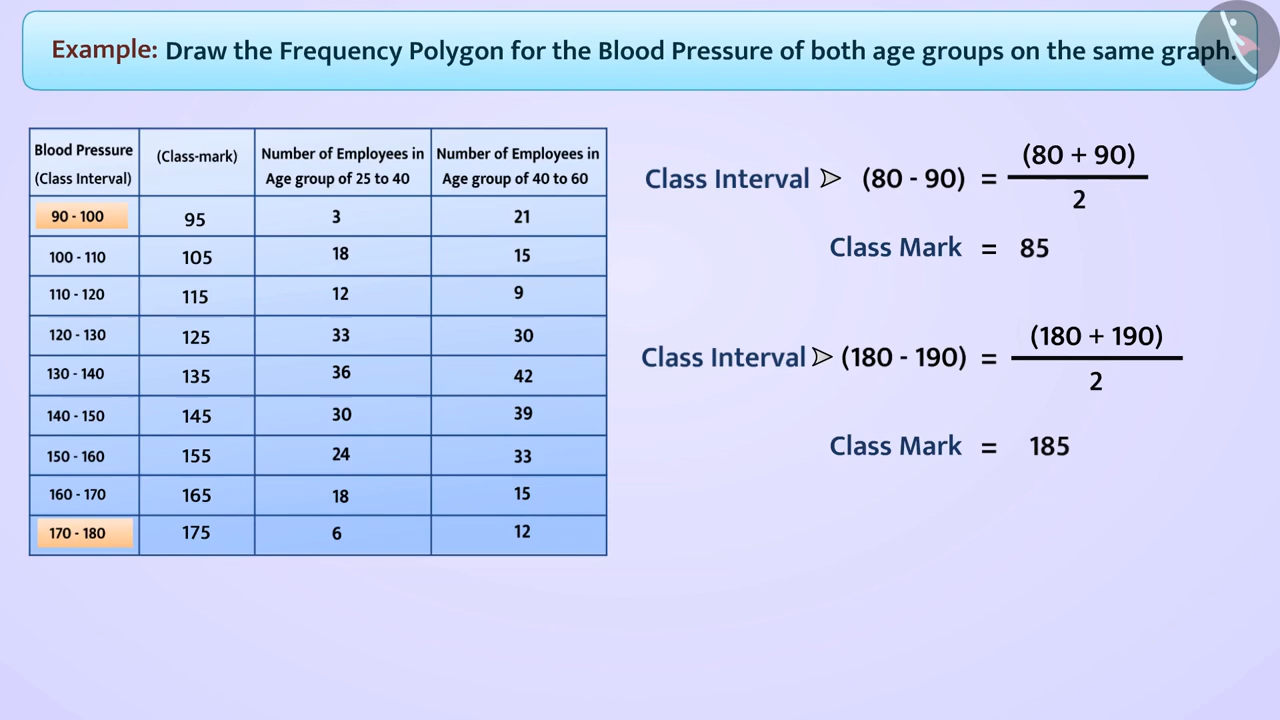 Example: Draw the Frequency Polygon for the Blood Pressure of both age groups on the same graph.
Blood Pressure (Class Interval) (Class-mark) Number of Employees in Age group of 25 to 40 Number of Employees in Age group of 40 to 60
90 - 100 95 3 21
100 - 110 105 18 15
110 - 120 115 12 9
120 - 130 125 33 30
130 - 140 135 36 42
140 - 150 145 30 39
150 - 160 155 24 33
160 - 170 165 18 15
170 - 180 175 6 12
Class Interval ➢ (80 - 90) = (80 + 90) / 2
Class Mark = 85
Class Interval ➢ (180 - 190) = (180 + 190) / 2
Class Mark = 185